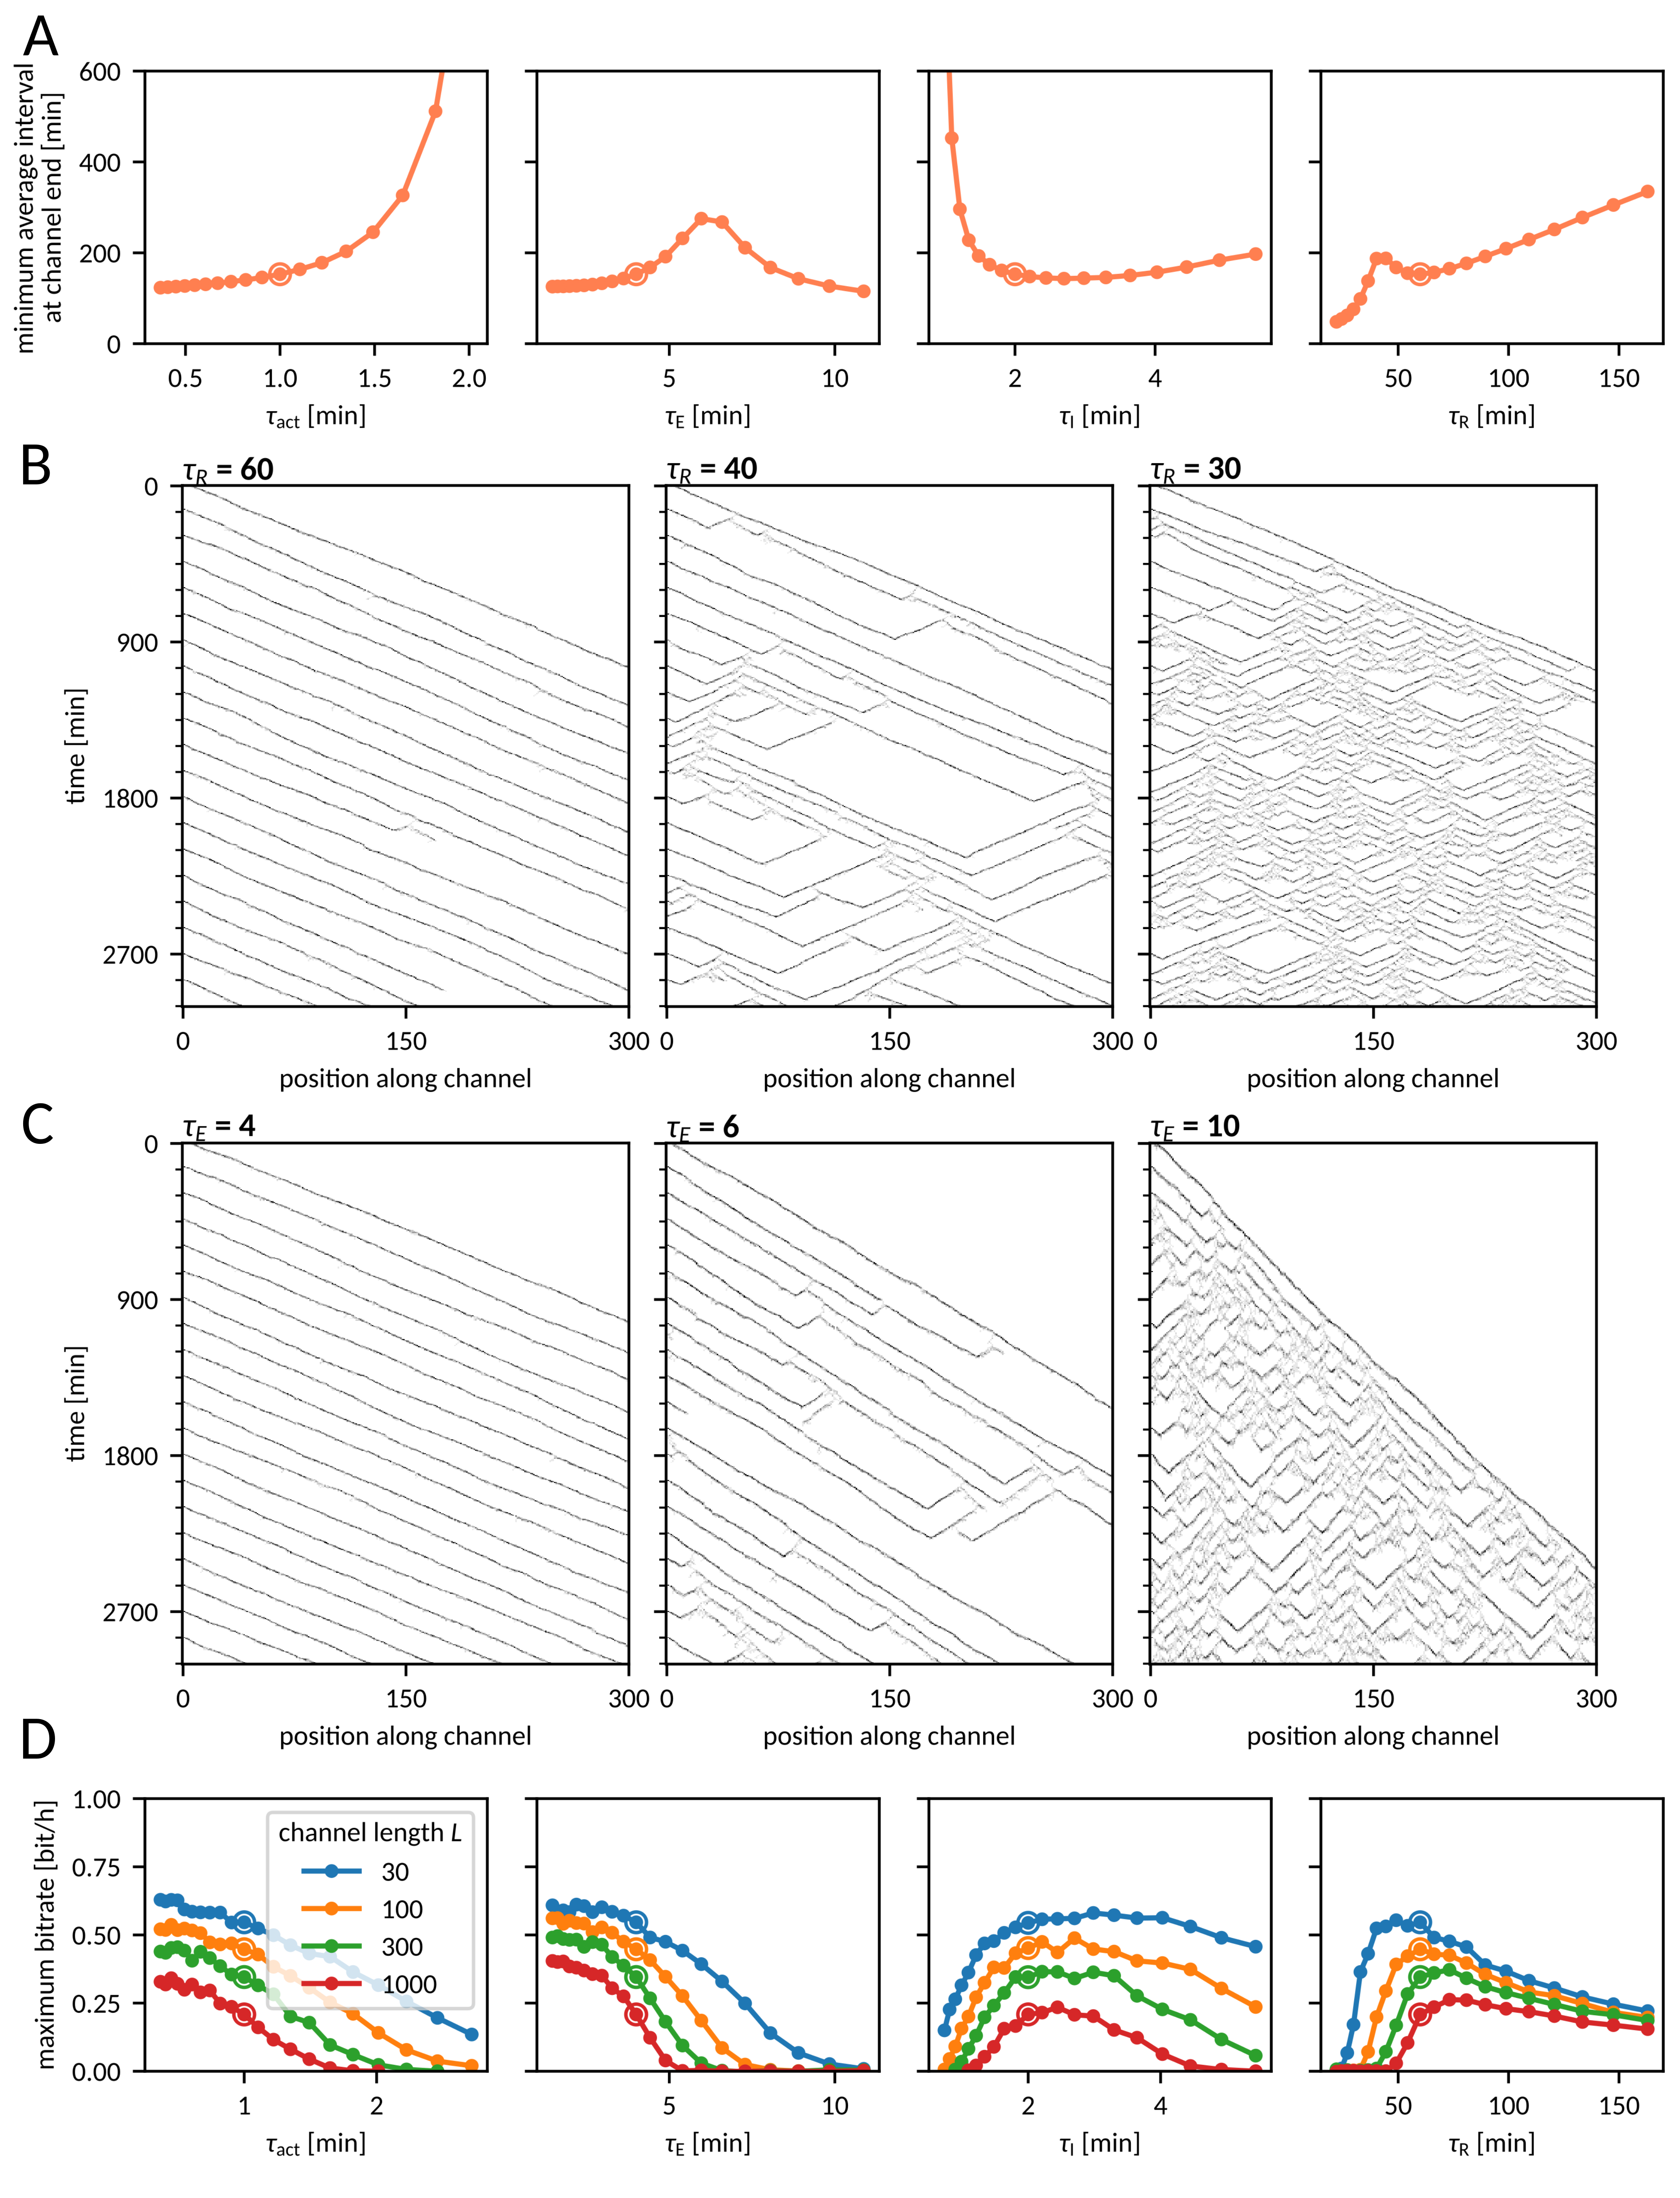 A
minimum average interval
at channel end [min]
600
400
200
0
0.5 1.0 1.5 2.0
τact [min]
5 10
τE [min]
2 4
τI [min]
50 100 150
τR [min]
B
τR = 60
τR = 40
τR = 30
time [min]
0
900
1800
2700
0 150 300
position along channel
0 150 300
position along channel
0 150 300
position along channel
C
τE = 4
τE = 6
τE = 10
time [min]
0
900
1800
2700
0 150 300
position along channel
0 150 300
position along channel
0 150 300
position along channel
D
maximum bitrate [bit/h]
1.00
0.75
0.50
0.25
0.00
channel length L
30
100
300
1000
1 2
τact [min]
5 10
τE [min]
2 4
τI [min]
50 100 150
τR [min]